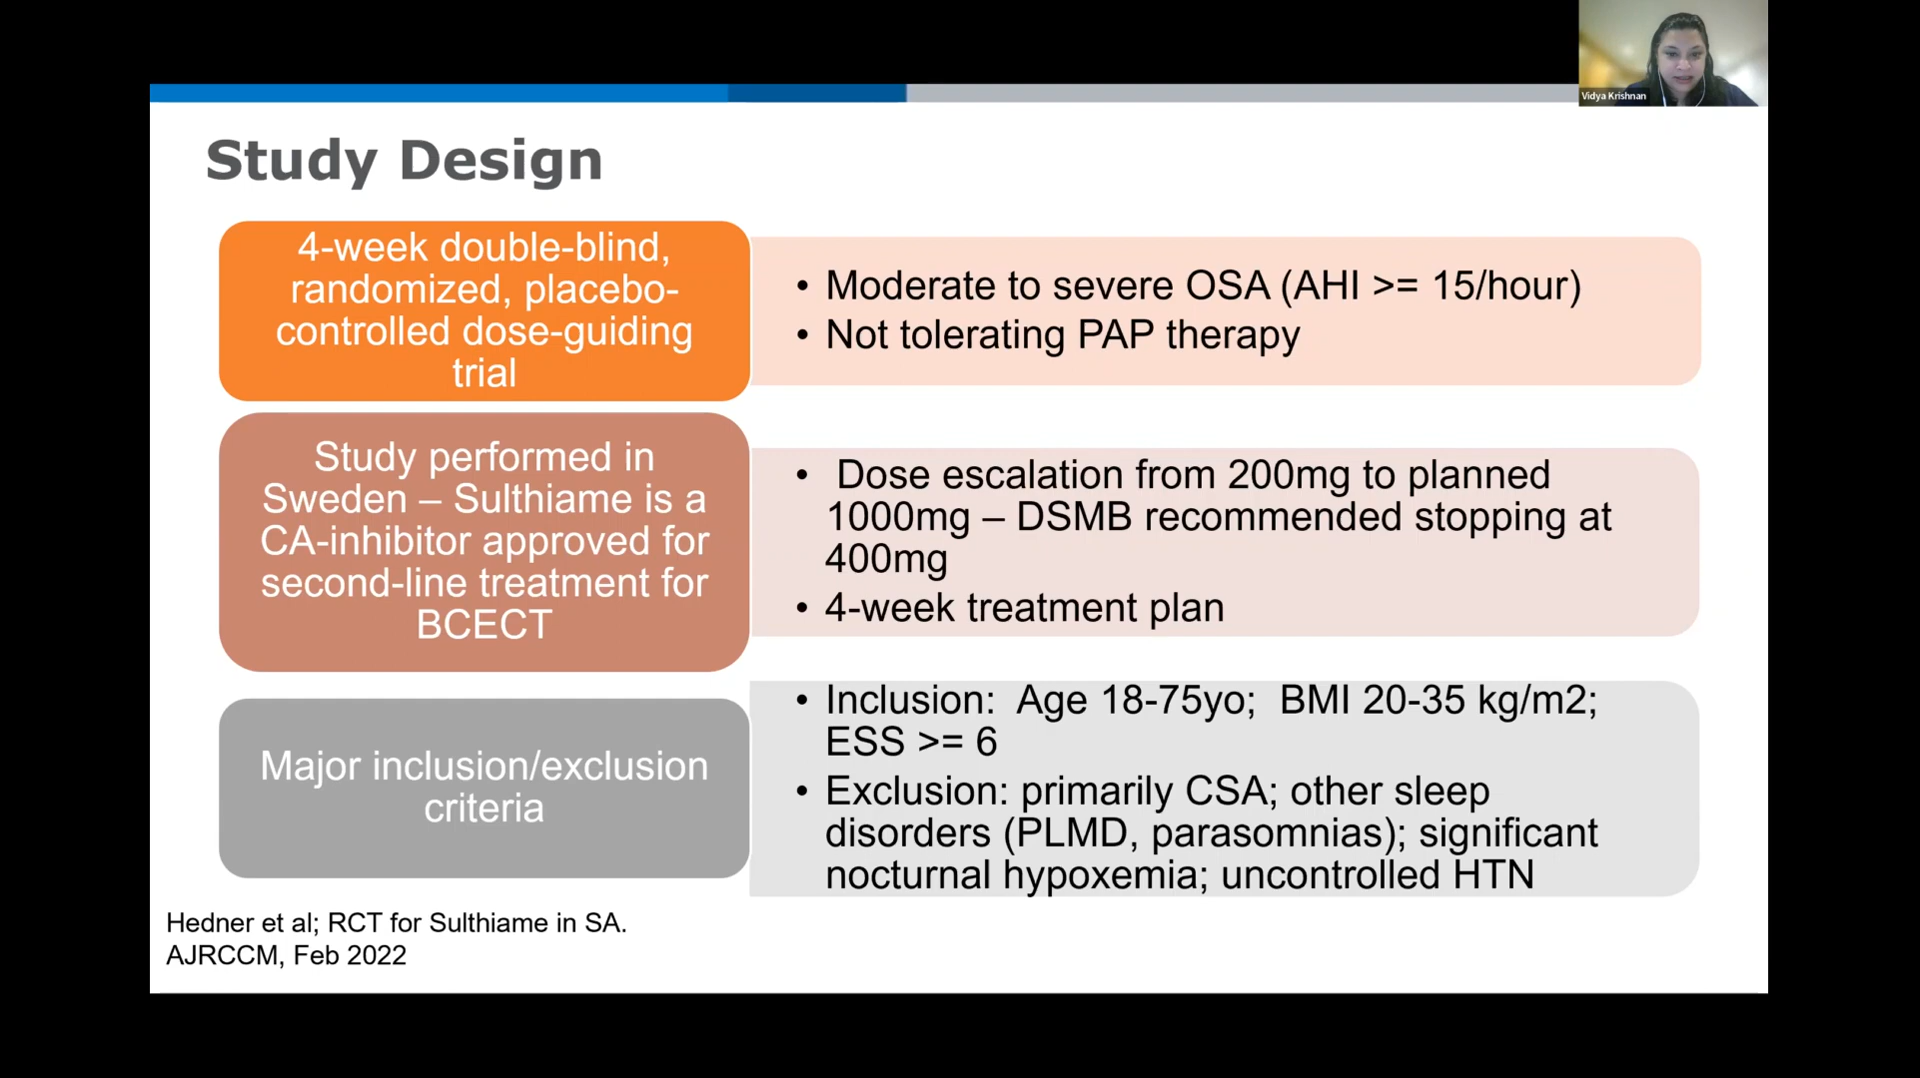 Vidya Krishnan
Study Design
4-week double-blind,
randomized, placebo-
controlled dose-guiding
trial
• Moderate to severe OSA (AHI >= 15/hour)
• Not tolerating PAP therapy
Study performed in
Sweden – Sulthiame is a
CA-inhibitor approved for
second-line treatment for
BCECT
• Dose escalation from 200mg to planned
1000mg – DSMB recommended stopping at
400mg
• 4-week treatment plan
Major inclusion/exclusion
criteria
• Inclusion:  Age 18-75yo;  BMI 20-35 kg/m2;
ESS >= 6
• Exclusion: primarily CSA; other sleep
disorders (PLMD, parasomnias); significant
nocturnal hypoxemia; uncontrolled HTN
Hedner et al; RCT for Sulthiame in SA.
AJRCCM, Feb 2022